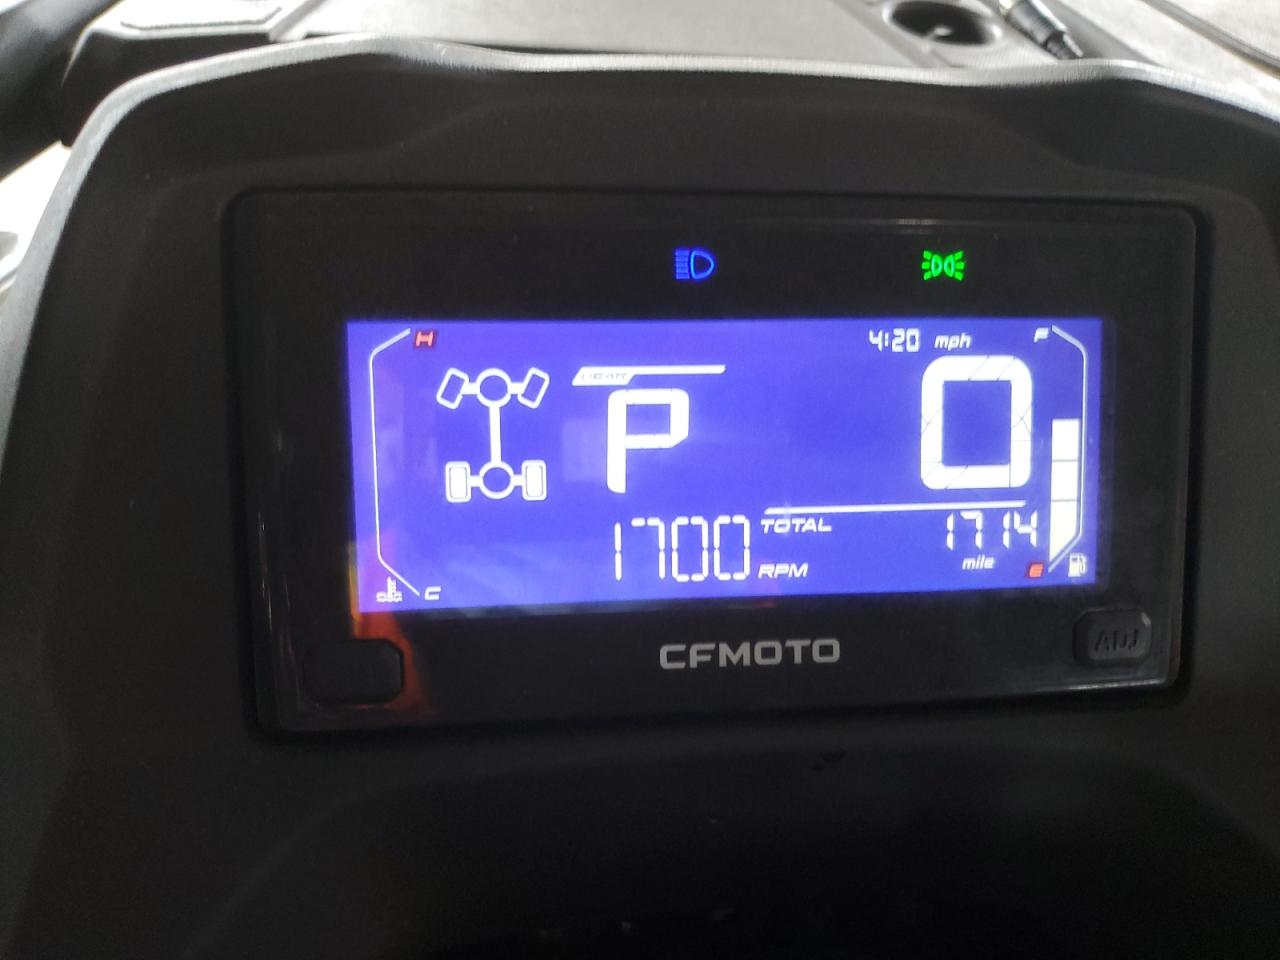 H
4:20 mph
F
GEAR
P
0
1700 RPM
TOTAL
1714
mile
E
C
CFMOTO
ADJ